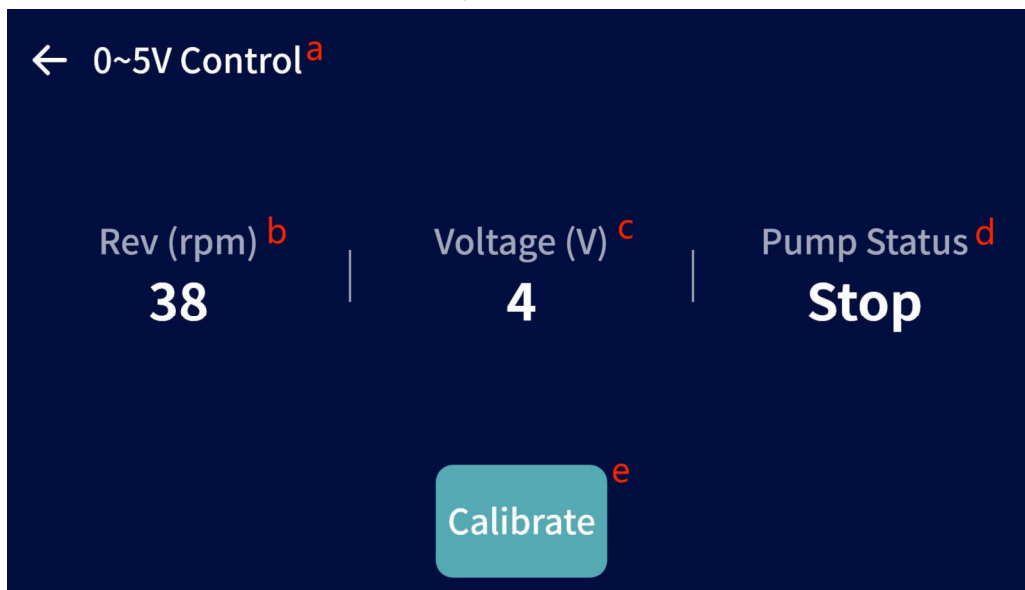 ← 0~5V Control a
Rev (rpm) b
38
Voltage (V) c
4
Pump Status d
Stop
Calibrate e